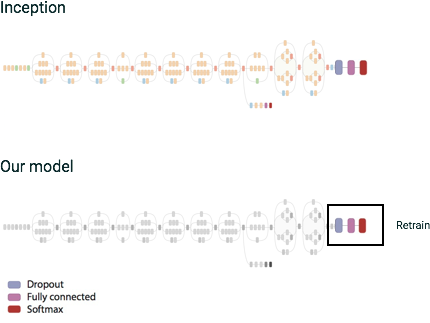 Inception
Our model
Retrain
Dropout
Fully connected
Softmax